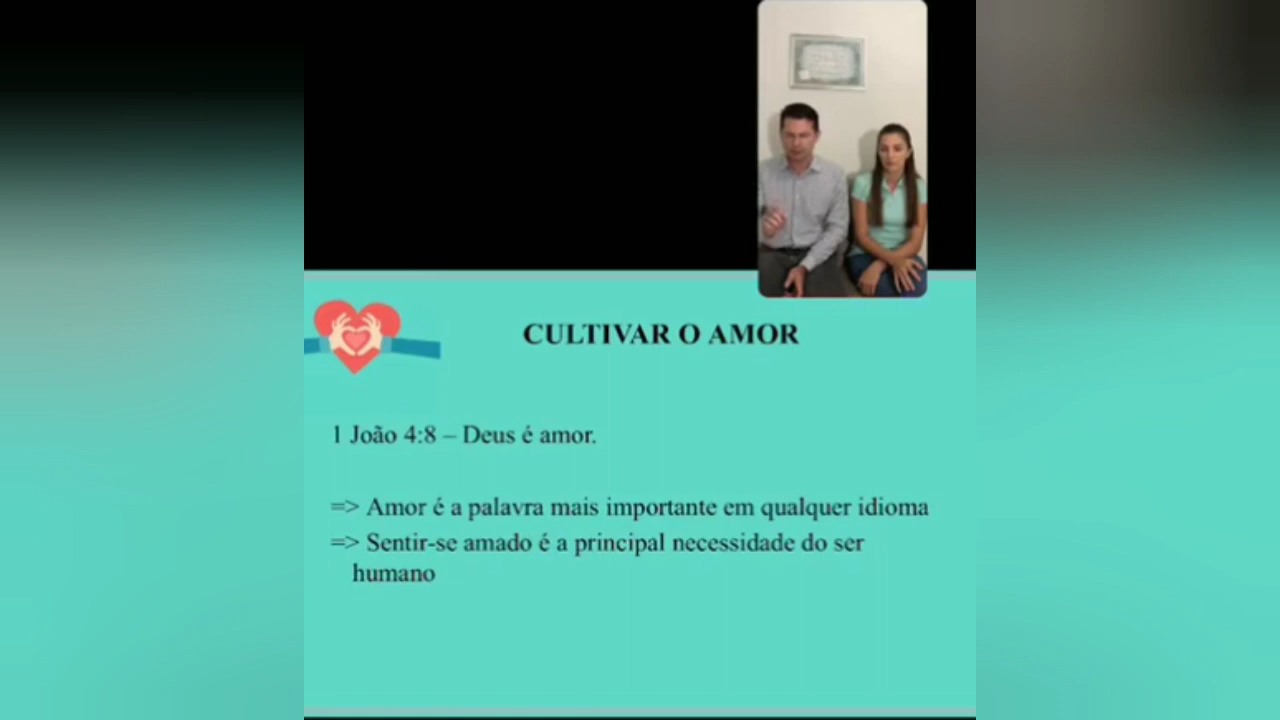 CULTIVAR O AMOR
1 João 4:8 – Deus é amor.
=> Amor é a palavra mais importante em qualquer idioma
=> Sentir-se amado é a principal necessidade do ser
humano